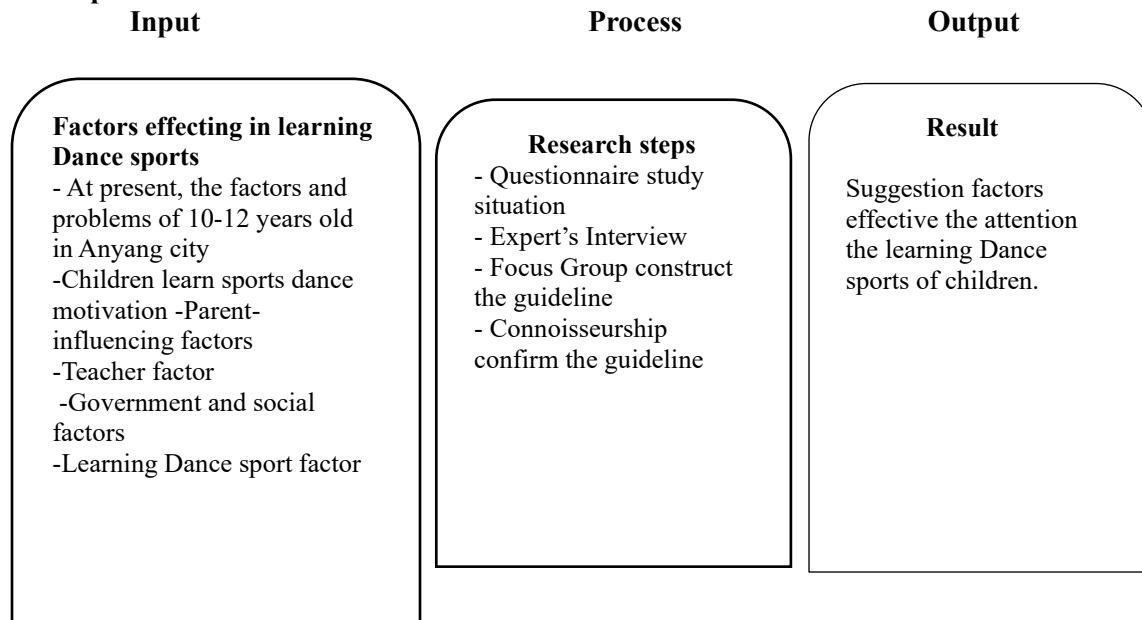 Input
Process
Output
Factors effecting in learning
Dance sports
- At present, the factors and
problems of 10-12 years old
in Anyang city
-Children learn sports dance
motivation -Parent-
influencing factors
-Teacher factor
-Government and social
factors
-Learning Dance sport factor
Research steps
- Questionnaire study
situation
- Expert’s Interview
- Focus Group construct
the guideline
- Connoisseurship
confirm the guideline
Result
Suggestion factors
effective the attention
the learning Dance
sports of children.